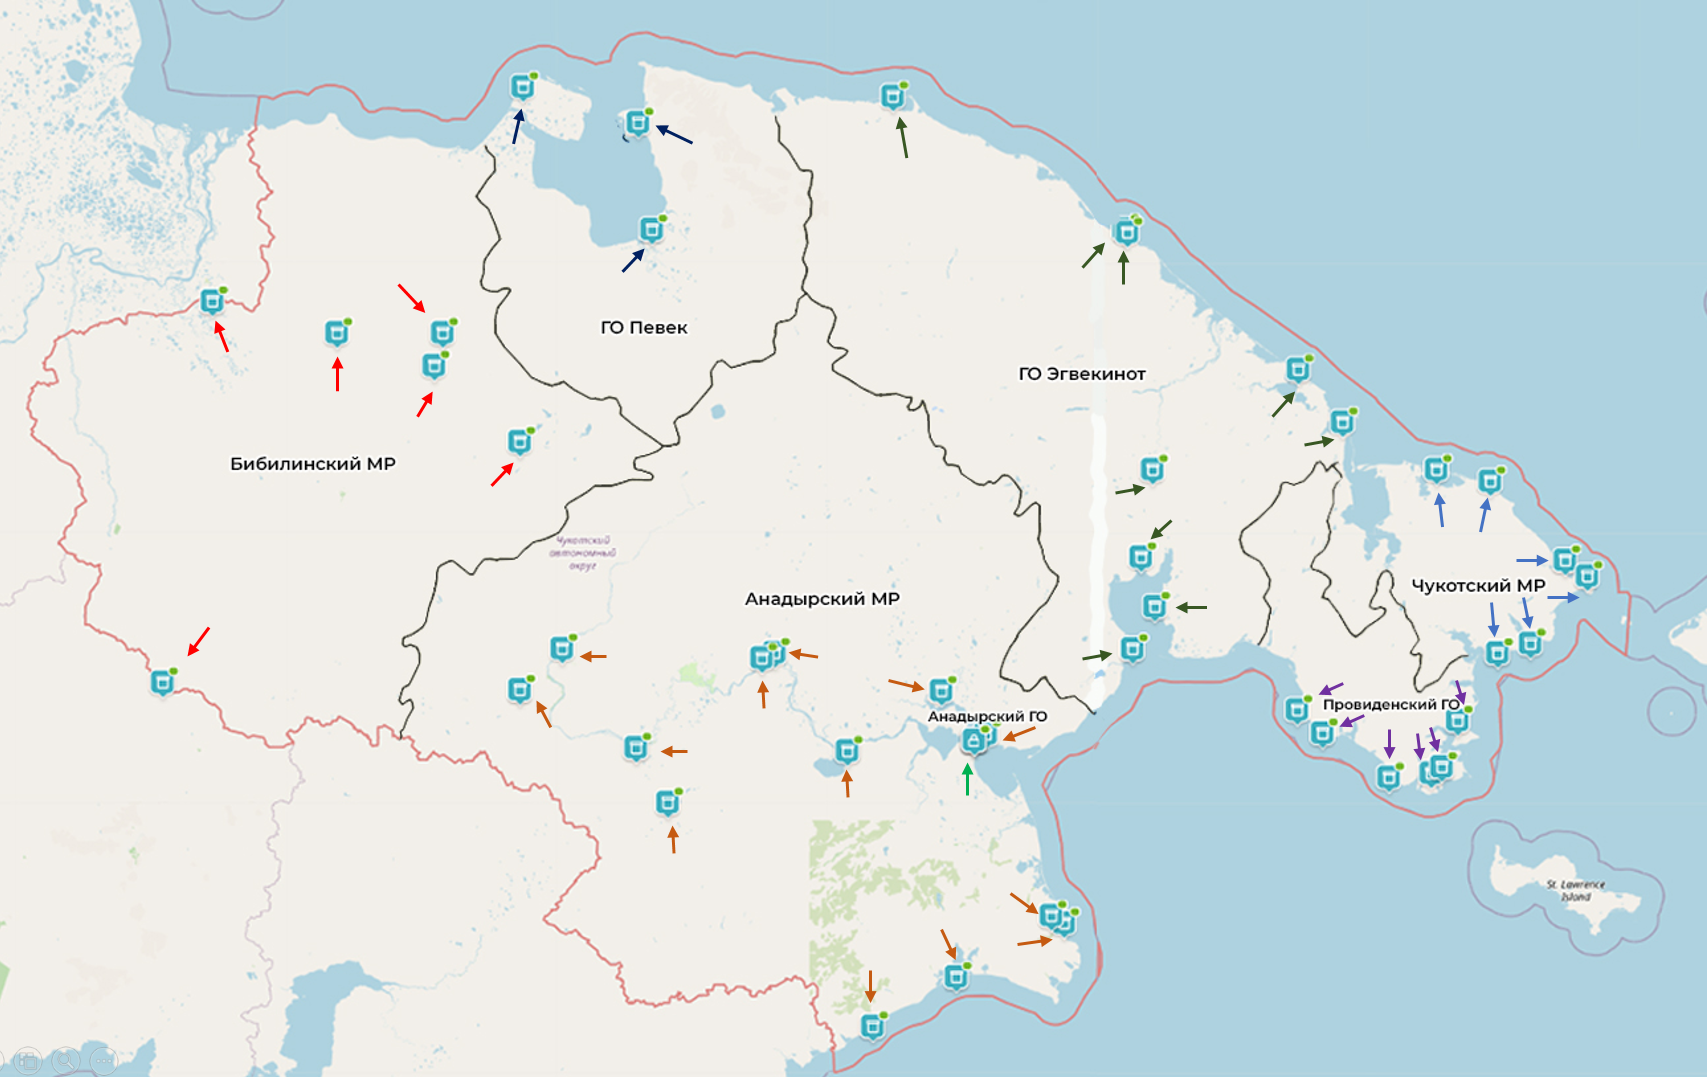 ГО Певек
ГО Эгвекинот
Бибилинский МР
Чукотский
автономный
округ
Анадырский МР
Чукотский МР
Провиденский ГО
Анадырский ГО
St. Lawrence
Island